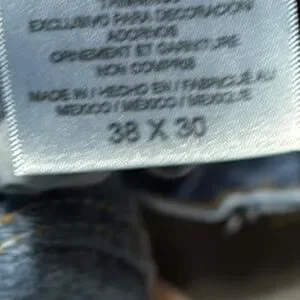 EXCLUSIVO PARA DECORACION
ADORNOS
ORNEMENT ET GARNITURE
NON COMPRIS
MADE IN / HECHO EN / FABRIQUÉ AU
MEXICO / MÉXICO / MEXIQUE
38 X 30